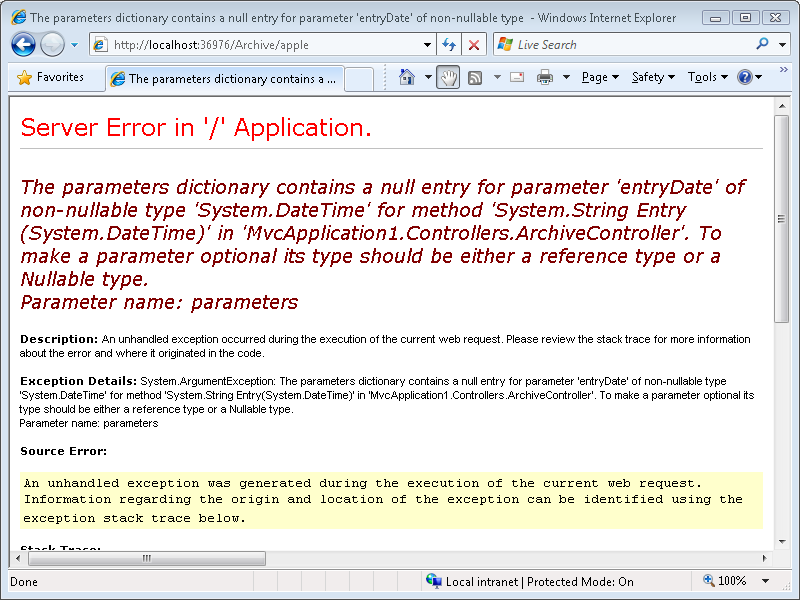 The parameters dictionary contains a null entry for parameter 'entryDate' of non-nullable type - Windows Internet Explorer
http://localhost:36976/Archive/apple
Live Search
Favorites
The parameters dictionary contains a ...
Page
Safety
Tools
Server Error in '/' Application.
The parameters dictionary contains a null entry for parameter 'entryDate' of
non-nullable type 'System.DateTime' for method 'System.String Entry
(System.DateTime)' in 'MvcApplication1.Controllers.ArchiveController'. To
make a parameter optional its type should be either a reference type or a
Nullable type.
Parameter name: parameters
Description: An unhandled exception occurred during the execution of the current web request. Please review the stack trace for more information
about the error and where it originated in the code.
Exception Details: System.ArgumentException: The parameters dictionary contains a null entry for parameter 'entryDate' of non-nullable type
'System.DateTime' for method 'System.String Entry(System.DateTime)' in 'MvcApplication1.Controllers.ArchiveController'. To make a parameter optional its
type should be either a reference type or a Nullable type.
Parameter name: parameters
Source Error:
An unhandled exception was generated during the execution of the current web request.
Information regarding the origin and location of the exception can be identified using the
exception stack trace below.
Stack Trace:
Done
Local intranet | Protected Mode: On
100%